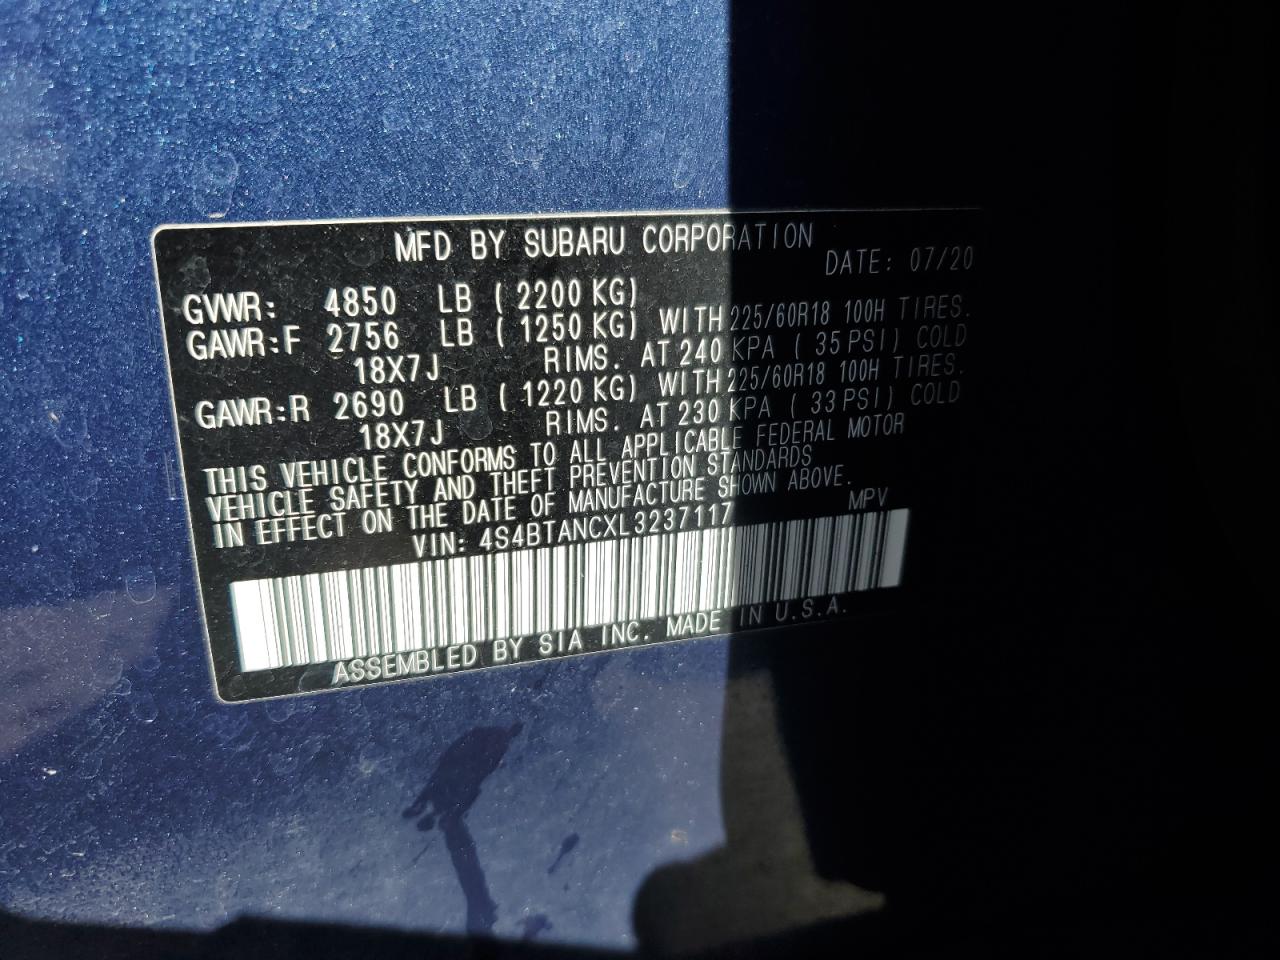 MFD BY SUBARU CORPORATION
DATE: 07/20
GVWR: 4850 LB ( 2200 KG)
GAWR:F 2756 LB ( 1250 KG) WITH 225/60R18 100H TIRES.
18X7J RIMS. AT 240 KPA ( 35 PSI) COLD
GAWR:R 2690 LB ( 1220 KG) WITH 225/60R18 100H TIRES.
18X7J RIMS. AT 230 KPA ( 33 PSI) COLD
THIS VEHICLE CONFORMS TO ALL APPLICABLE FEDERAL MOTOR
VEHICLE SAFETY AND THEFT PREVENTION STANDARDS
IN EFFECT ON THE DATE OF MANUFACTURE SHOWN ABOVE.
VIN: 4S4BTANCXL3237117 MPV
ASSEMBLED BY SIA INC. MADE IN U.S.A.